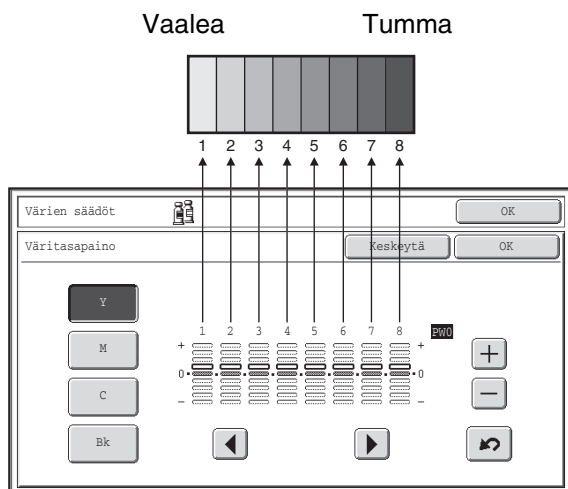 Vaalea Tumma
1 2 3 4 5 6 7 8
Värien säädöt OK
Väritasapaino Keskeytä OK
Y
1 2 3 4 5 6 7 8 PW0
M + + +
0 0
C − − −
Bk